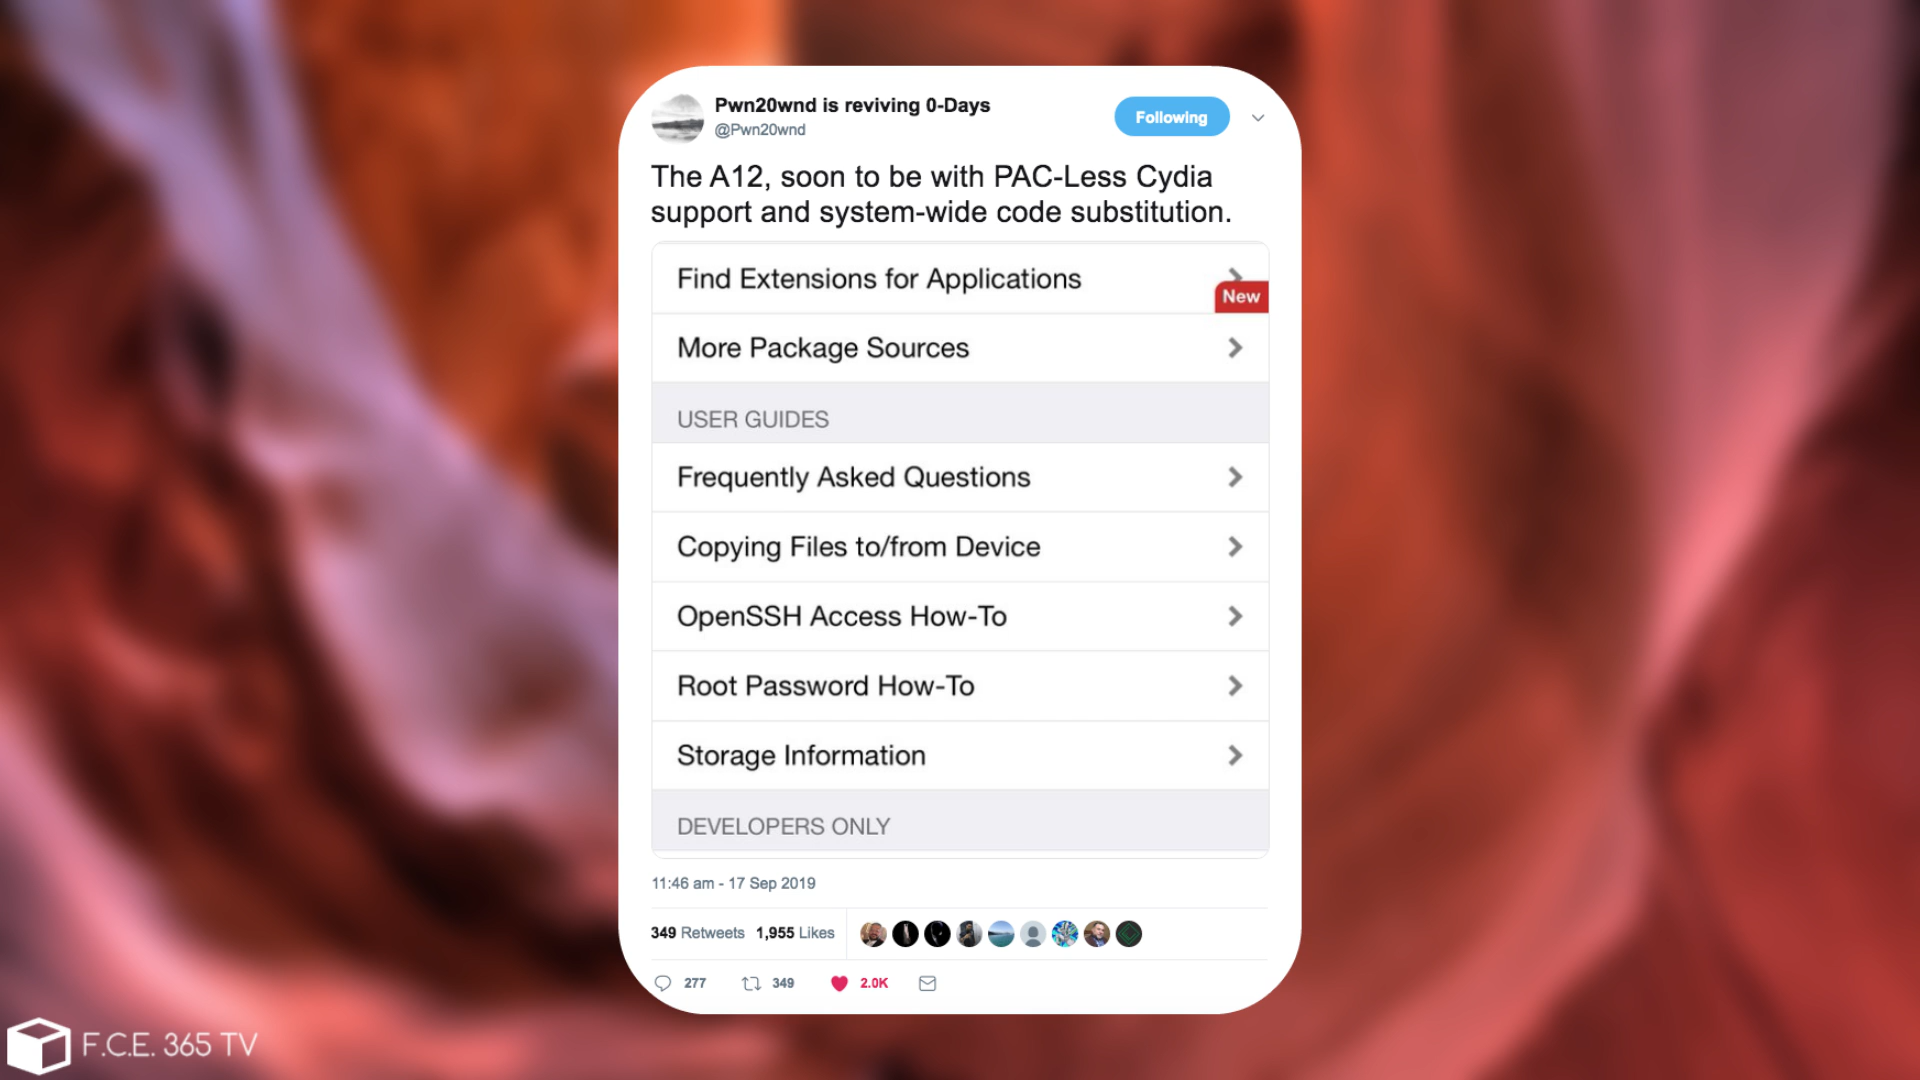 Pwn20wnd is reviving 0-Days
@Pwn20wnd
Following
The A12, soon to be with PAC-Less Cydia
support and system-wide code substitution.
Find Extensions for Applications
New
More Package Sources
USER GUIDES
Frequently Asked Questions
Copying Files to/from Device
OpenSSH Access How-To
Root Password How-To
Storage Information
DEVELOPERS ONLY
11:46 am - 17 Sep 2019
349 Retweets 1,955 Likes
277 349 2.0K
F.C.E. 365 TV